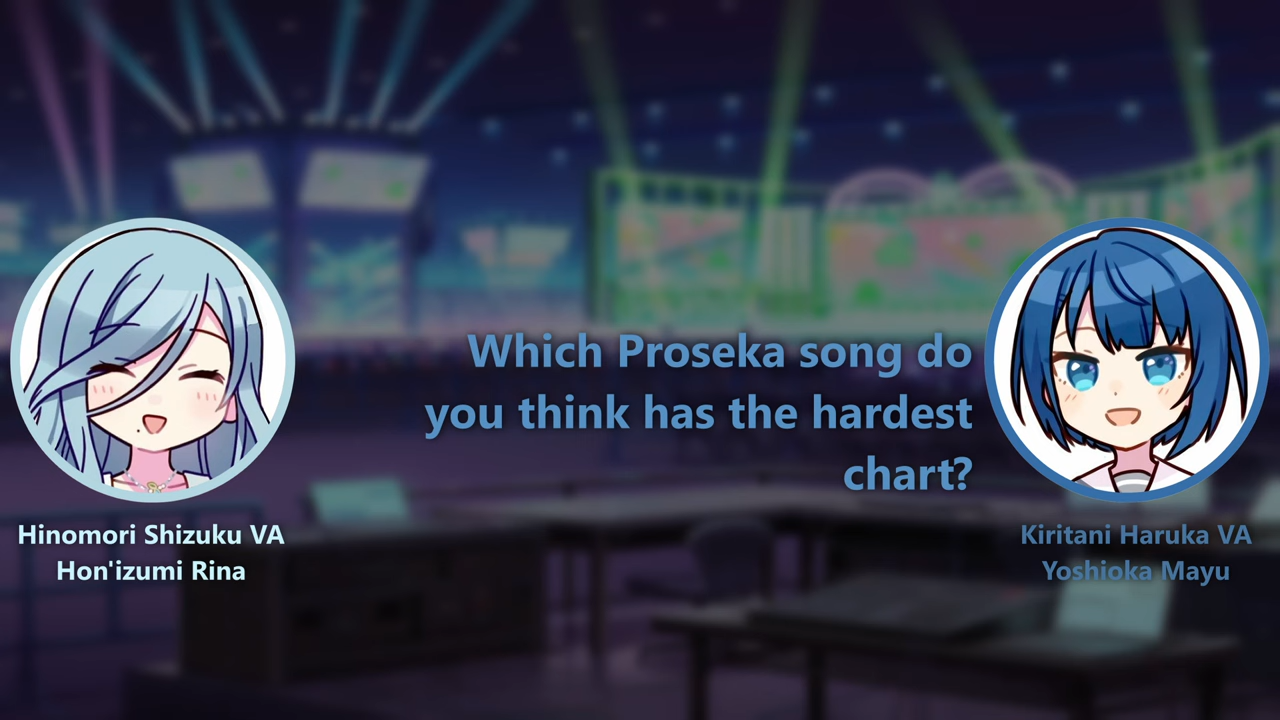 Which Proseka song do
you think has the hardest
chart?
Hinomori Shizuku VA
Hon'izumi Rina
Kiritani Haruka VA
Yoshioka Mayu